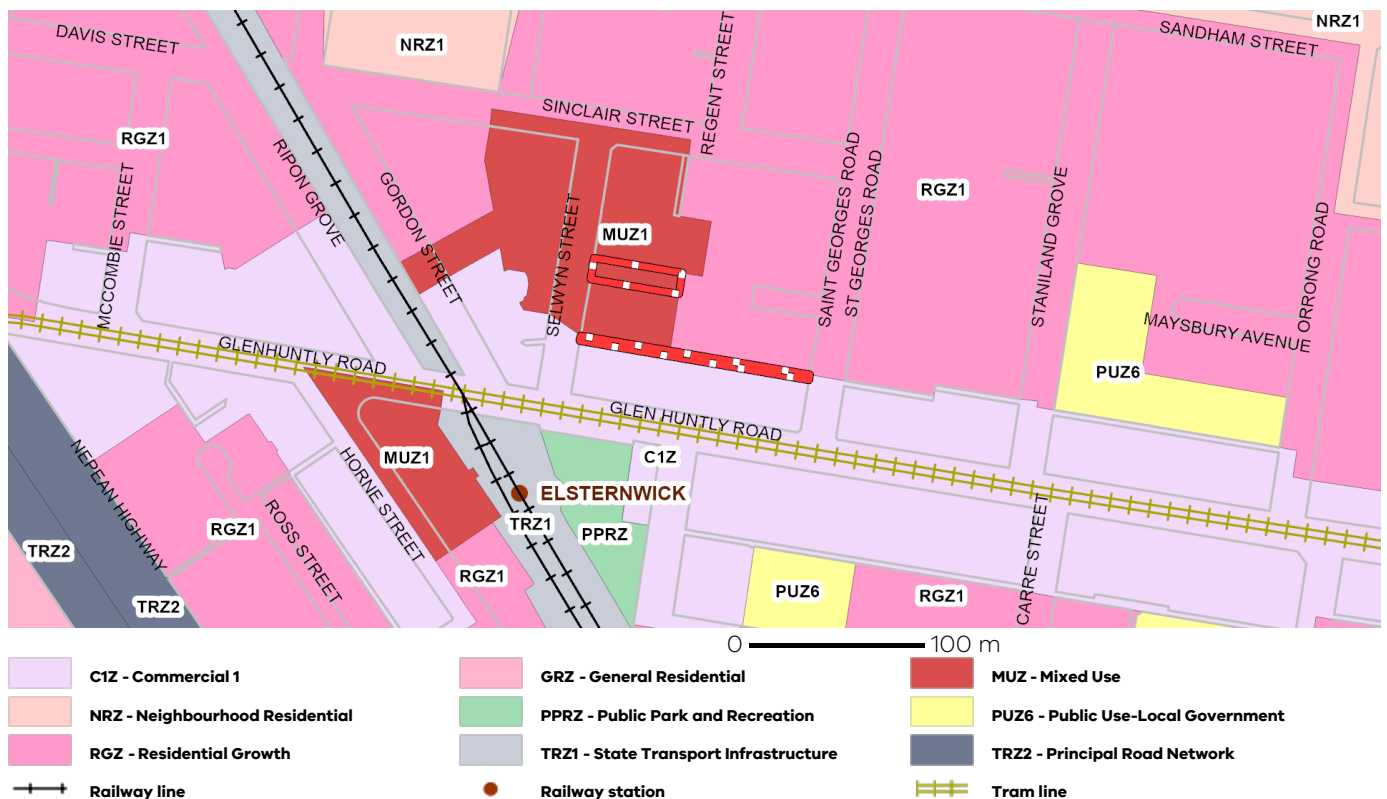 DAVIS STREET
NRZ1
SANDHAM STREET
NRZ1
REGENT STREET
SINCLAIR STREET
RGZ1
RIPON GROVE
GORDON STREET
MCCOMBIE STREET
SELWYN STREET
MUZ1
SAINT GEORGES ROAD
ST GEORGES ROAD
RGZ1
STANILAND GROVE
ORRONG ROAD
MAYSBURY AVENUE
PUZ6
GLENHUNTLY ROAD
GLEN HUNTLY ROAD
MUZ1
C1Z
NEPEAN HIGHWAY
HORNE STREET
ELSTERNWICK
ROSS STREET
RGZ1
TRZ1
PPRZ
CARRE STREET
TRZ2
RGZ1
PUZ6
RGZ1
TRZ2
0 100 m
C1Z - Commercial 1
GRZ - General Residential
MUZ - Mixed Use
NRZ - Neighbourhood Residential
PPRZ - Public Park and Recreation
PUZ6 - Public Use-Local Government
RGZ - Residential Growth
TRZ1 - State Transport Infrastructure
TRZ2 - Principal Road Network
Railway line
Railway station
Tram line